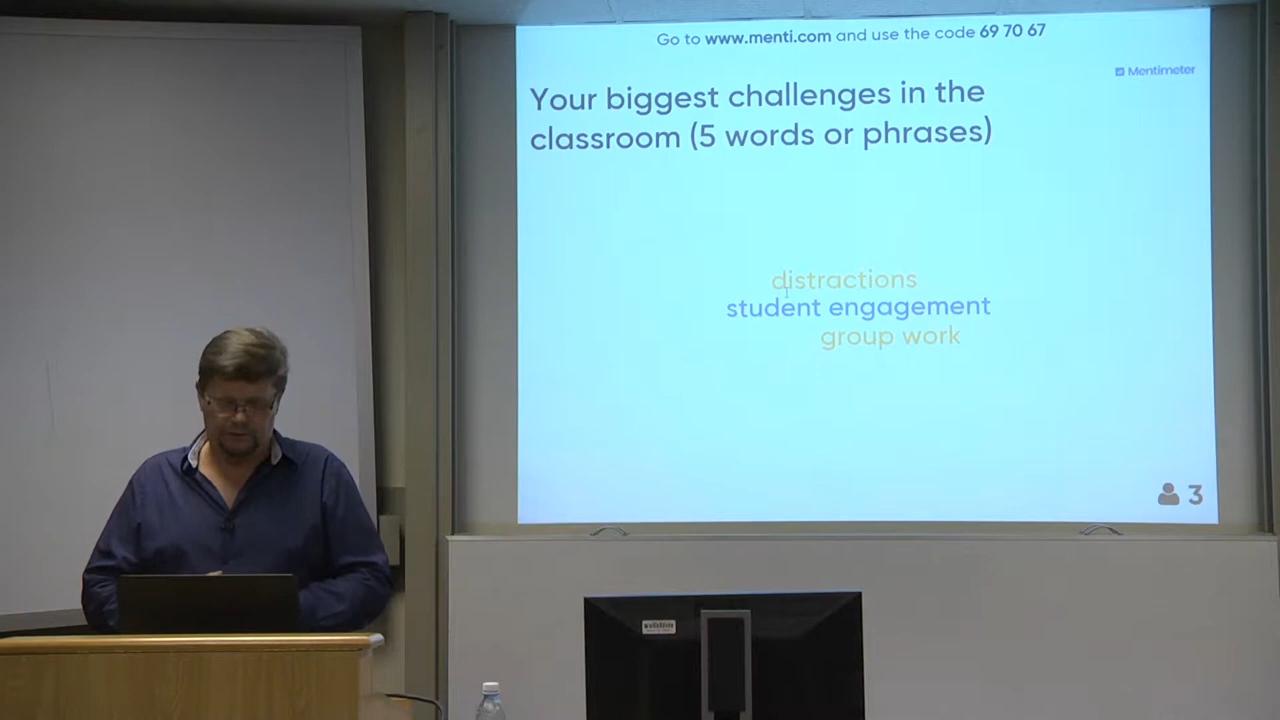 Go to www.menti.com and use the code 69 70 67
Mentimeter
Your biggest challenges in the
classroom (5 words or phrases)
distractions
student engagement
group work
3